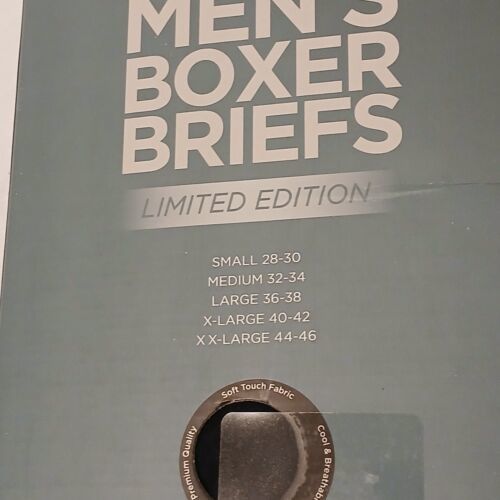 MEN'S
BOXER
BRIEFS
LIMITED EDITION
SMALL 28-30
MEDIUM 32-34
LARGE 36-38
X-LARGE 40-42
X X-LARGE 44-46
Soft Touch Fabric
Premium Quality
Cool &